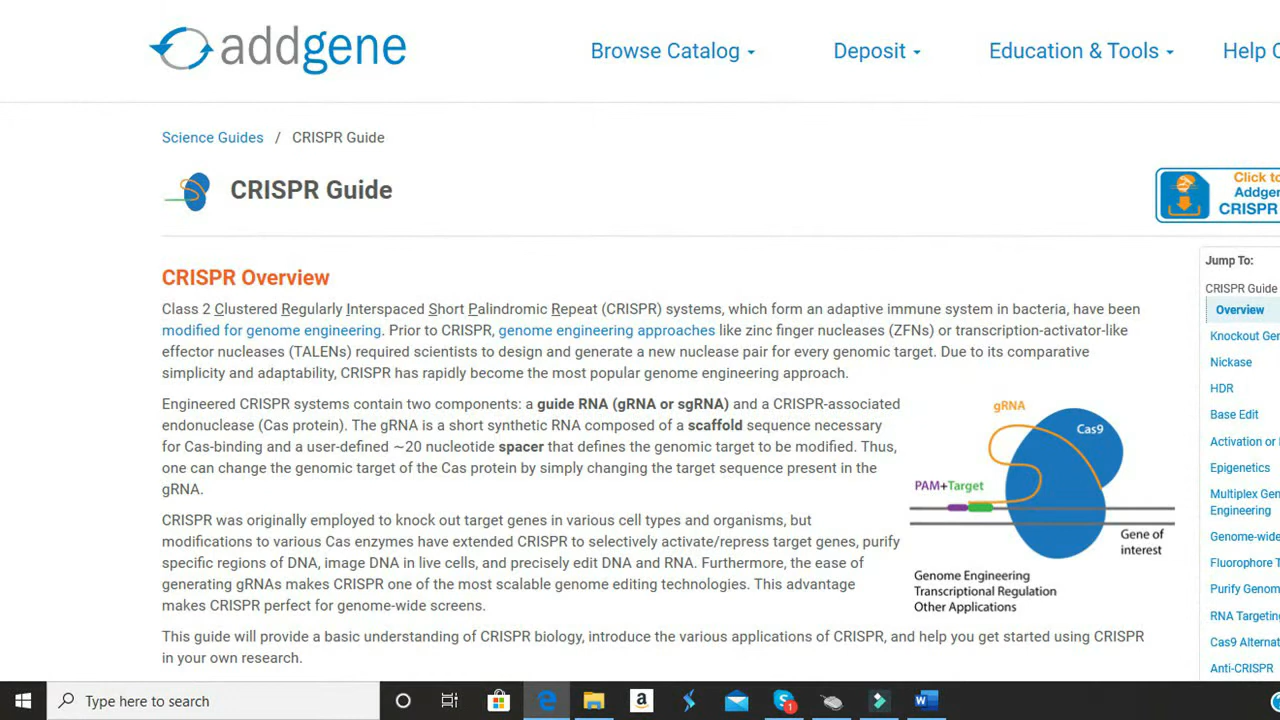 addgene
Browse Catalog
Deposit
Education & Tools
Help
Science Guides / CRISPR Guide
CRISPR Guide
Click to
CRISPR
CRISPR Overview
Class 2 Clustered Regularly Interspaced Short Palindromic Repeat (CRISPR) systems, which form an adaptive immune system in bacteria, have been
modified for genome engineering. Prior to CRISPR, genome engineering approaches like zinc finger nucleases (ZFNs) or transcription-activator-like
effector nucleases (TALENs) required scientists to design and generate a new nuclease pair for every genomic target. Due to its comparative
simplicity and adaptability, CRISPR has rapidly become the most popular genome engineering approach.
Engineered CRISPR systems contain two components: a guide RNA (gRNA or sgRNA) and a CRISPR-associated
endonuclease (Cas protein). The gRNA is a short synthetic RNA composed of a scaffold sequence necessary
for Cas-binding and a user-defined ~20 nucleotide spacer that defines the genomic target to be modified. Thus,
one can change the genomic target of the Cas protein by simply changing the target sequence present in the
gRNA.
CRISPR was originally employed to knock out target genes in various cell types and organisms, but
modifications to various Cas enzymes have extended CRISPR to selectively activate/repress target genes, purify
specific regions of DNA, image DNA in live cells, and precisely edit DNA and RNA. Furthermore, the ease of
generating gRNAs makes CRISPR one of the most scalable genome editing technologies. This advantage
makes CRISPR perfect for genome-wide screens.
gRNA
Cas9
PAM+Target
Gene of
interest
Genome Engineering
Transcriptional Regulation
Other Applications
This guide will provide a basic understanding of CRISPR biology, introduce the various applications of CRISPR, and help you get started using CRISPR
in your own research.
Jump To:
CRISPR Guide
Overview
Knockout
Nickase
HDR
Base Edit
Activation or
Epigenetics
Multiplex
Engineering
Genome-wide
Fluorophore
Purify
RNA
Cas9
Anti-CRISPR
Type here to search